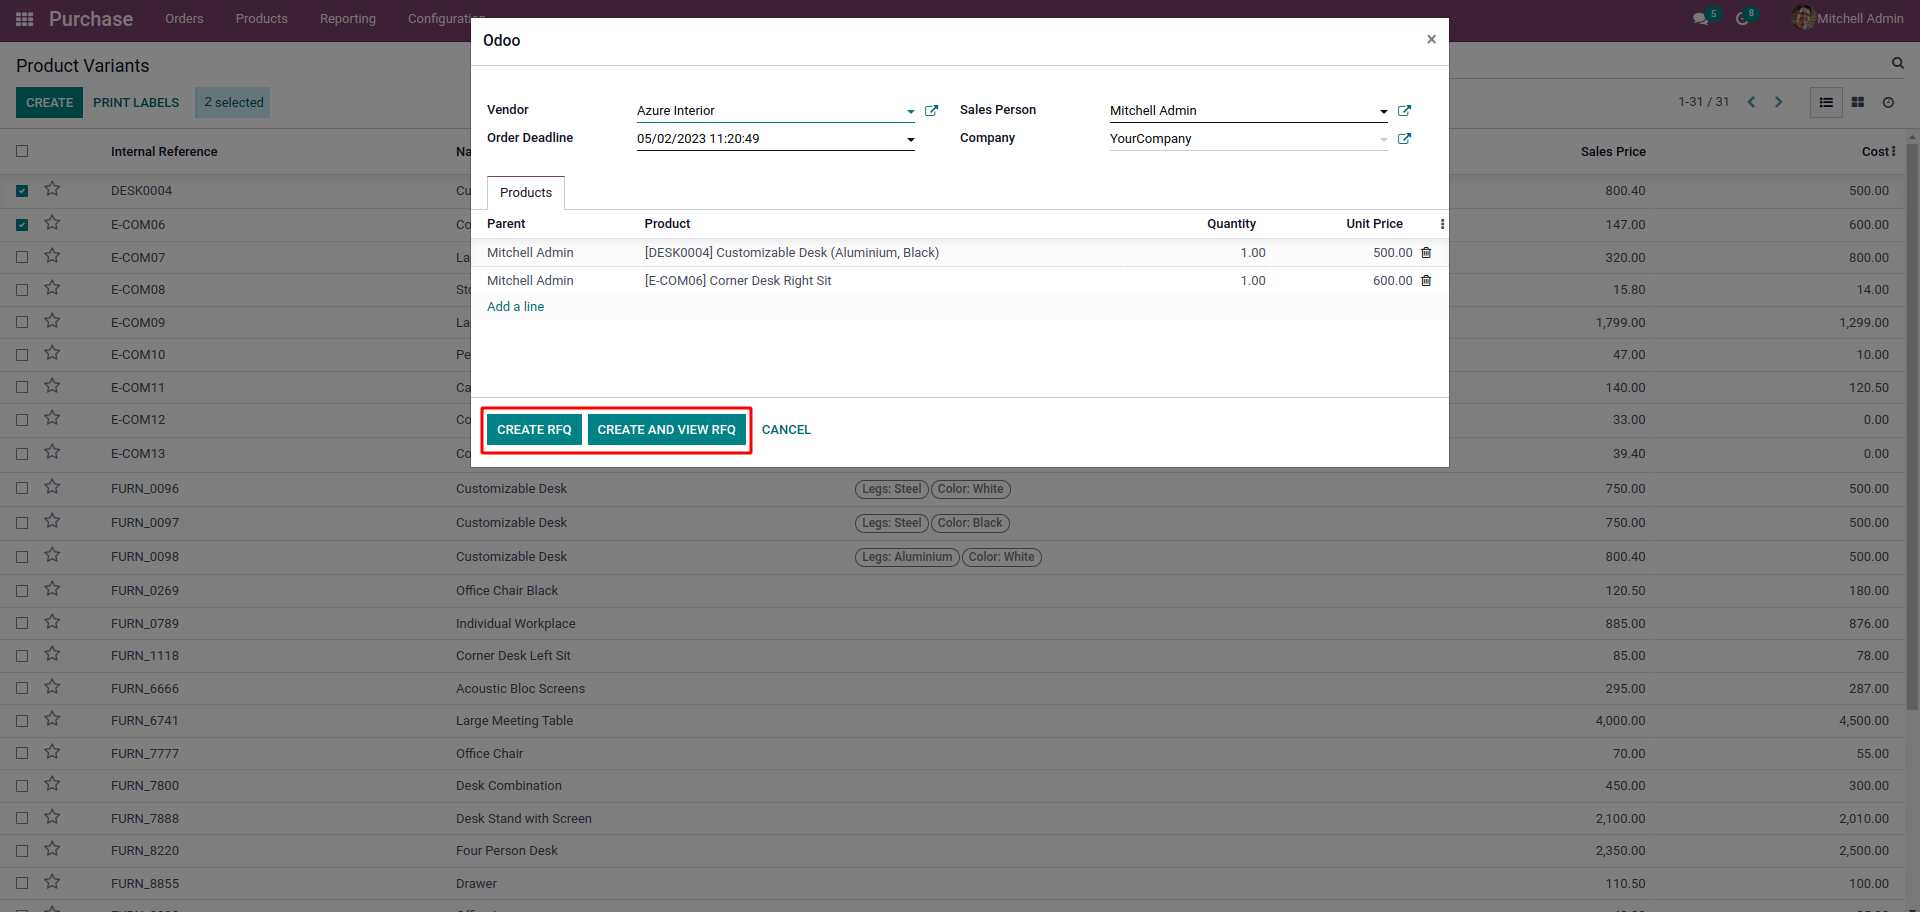 Purchase Orders Products Reporting 5 8 Mitchell Admin
Odoo ×
Product Variants
CREATE PRINT LABELS 2 selected 1-31 / 31
Vendor Azure Interior Sales Person Mitchell Admin
Order Deadline 05/02/2023 11:20:49 Company YourCompany
Products
Parent Product Quantity Unit Price
Mitchell Admin [DESK0004] Customizable Desk (Aluminium, Black) 1.00 500.00
Mitchell Admin [E-COM06] Corner Desk Right Sit 1.00 600.00
Add a line
CREATE RFQ CREATE AND VIEW RFQ CANCEL
Internal Reference Na Sales Price Cost
DESK0004 Cu 800.40 500.00
E-COM06 Co 147.00 600.00
E-COM07 La 320.00 800.00
E-COM08 Sto 15.80 14.00
E-COM09 La 1,799.00 1,299.00
E-COM10 Pe 47.00 10.00
E-COM11 Ca 140.00 120.50
E-COM12 Co 33.00 0.00
E-COM13 Co 39.40 0.00
FURN_0096 Customizable Desk Legs: Steel Color: White 750.00 500.00
FURN_0097 Customizable Desk Legs: Steel Color: Black 750.00 500.00
FURN_0098 Customizable Desk Legs: Aluminium Color: White 800.40 500.00
FURN_0269 Office Chair Black 120.50 180.00
FURN_0789 Individual Workplace 885.00 876.00
FURN_1118 Corner Desk Left Sit 85.00 78.00
FURN_6666 Acoustic Bloc Screens 295.00 287.00
FURN_6741 Large Meeting Table 4,000.00 4,500.00
FURN_7777 Office Chair 70.00 55.00
FURN_7800 Desk Combination 450.00 300.00
FURN_7888 Desk Stand with Screen 2,100.00 2,010.00
FURN_8220 Four Person Desk 2,350.00 2,500.00
FURN_8855 Drawer 110.50 100.00